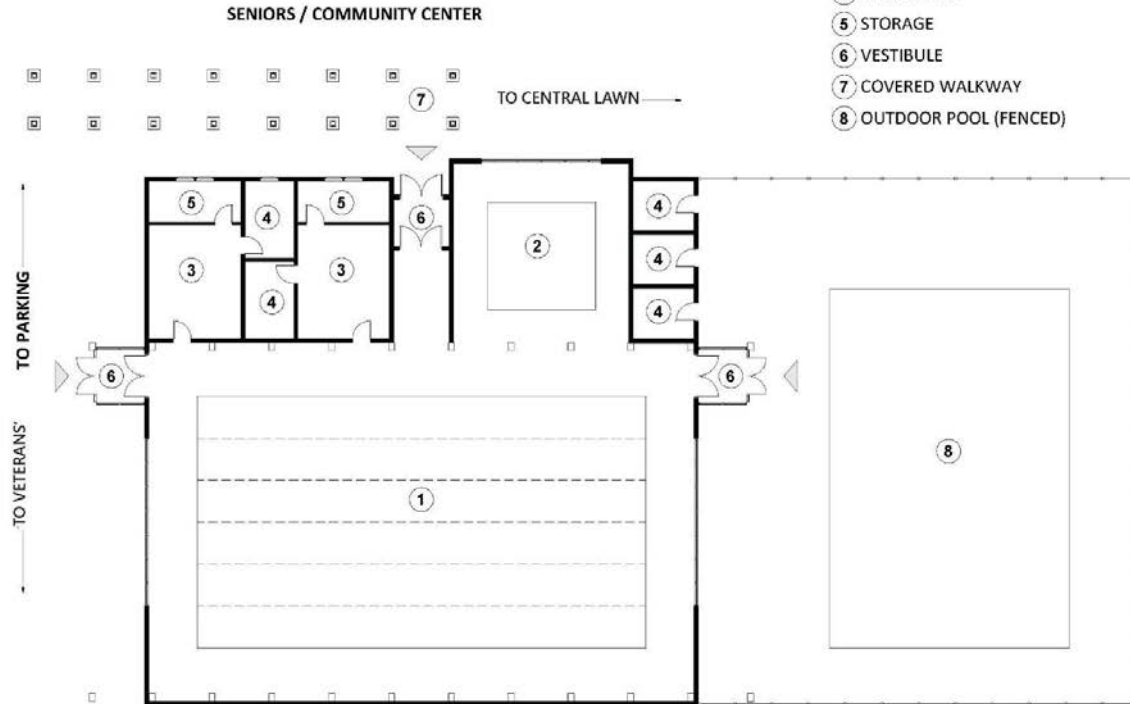 SENIORS / COMMUNITY CENTER
5 STORAGE
6 VESTIBULE
7 COVERED WALKWAY
8 OUTDOOR POOL (FENCED)
7
TO CENTRAL LAWN
5
4
5
6
4
2
3
3
4
4
4
TO PARKING
6
6
TO VETERANS'
1
8